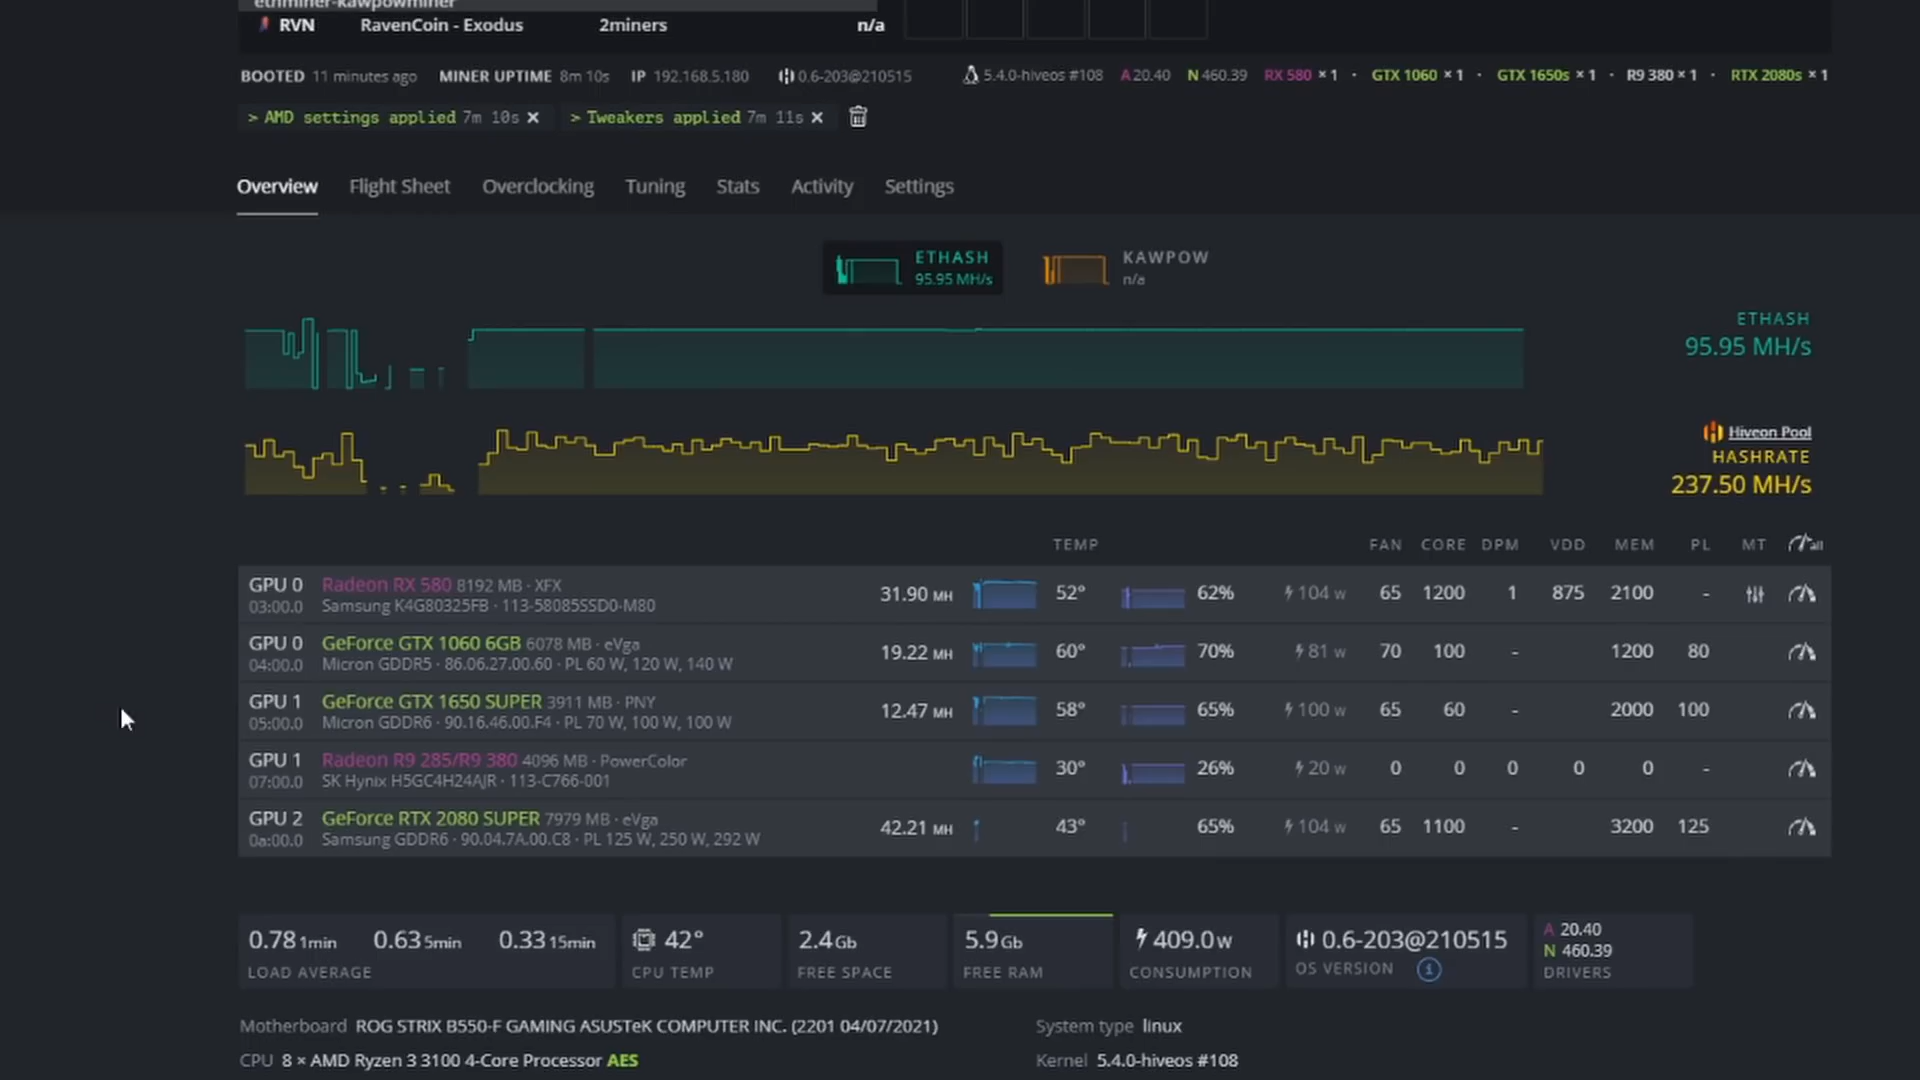 ethminer-kawpowminer
RVN RavenCoin - Exodus 2miners n/a
BOOTED 11 minutes ago MINER UPTIME 8m 10s IP 192.168.5.180 0.6-203@210515 5.4.0-hiveos #108 A 20.40 N 460.39 RX 580 × 1 · GTX 1060 × 1 · GTX 1650s × 1 · R9 380 × 1 · RTX 2080s × 1
> AMD settings applied 7m 10s × > Tweakers applied 7m 11s ×
Overview Flight Sheet Overclocking Tuning Stats Activity Settings
ETHASH KAWPOW
95.95 MH/s n/a
ETHASH
95.95 MH/s
Hiveon Pool
HASHRATE
237.50 MH/s
TEMP FAN CORE DPM VDD MEM PL MT all
GPU 0 Radeon RX 580 8192 MB · XFX 31.90 MH 52° 62% 104 w 65 1200 1 875 2100 -
03:00.0 Samsung K4G80325FB · 113-58085SSD0-M80
GPU 0 GeForce GTX 1060 6GB 6078 MB · eVga 19.22 MH 60° 70% 81 w 70 100 - 1200 80
04:00.0 Micron GDDR5 · 86.06.27.00.60 · PL 60 W, 120 W, 140 W
GPU 1 GeForce GTX 1650 SUPER 3911 MB · PNY 12.47 MH 58° 65% 100 w 65 60 - 2000 100
05:00.0 Micron GDDR6 · 90.16.46.00.F4 · PL 70 W, 100 W, 100 W
GPU 1 Radeon R9 285/R9 380 4096 MB · PowerColor 30° 26% 20 w 0 0 0 0 0 -
07:00.0 SK Hynix H5GC4H24AJR · 113-C766-001
GPU 2 GeForce RTX 2080 SUPER 7979 MB · eVga 42.21 MH 43° 65% 104 w 65 1100 - 3200 125
0a:00.0 Samsung GDDR6 · 90.04.7A.00.C8 · PL 125 W, 250 W, 292 W
0.78 1min 0.63 5min 0.33 15min 42° 2.4 Gb 5.9 Gb 409.0 w 0.6-203@210515 A 20.40
N 460.39
LOAD AVERAGE CPU TEMP FREE SPACE FREE RAM CONSUMPTION OS VERSION i DRIVERS
Motherboard ROG STRIX B550-F GAMING ASUSTeK COMPUTER INC. (2201 04/07/2021) System type linux
CPU 8 × AMD Ryzen 3 3100 4-Core Processor AES Kernel 5.4.0-hiveos #108